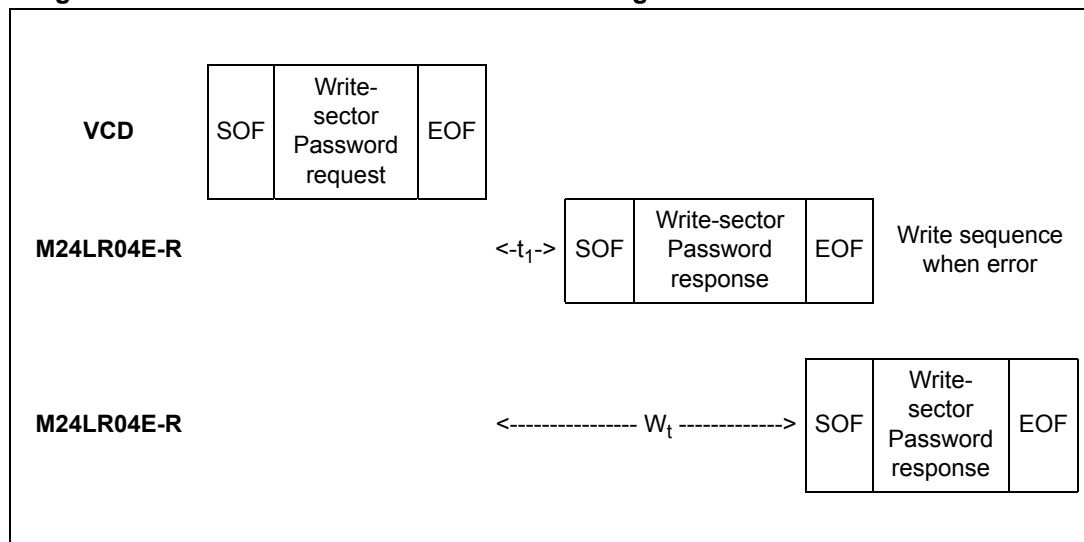 VCD
SOF
Write-
sector
Password
request
EOF
M24LR04E-R
<-t1->
SOF
Write-sector
Password
response
EOF
Write sequence
when error
M24LR04E-R
<---------------- Wt ------------->
SOF
Write-
sector
Password
response
EOF